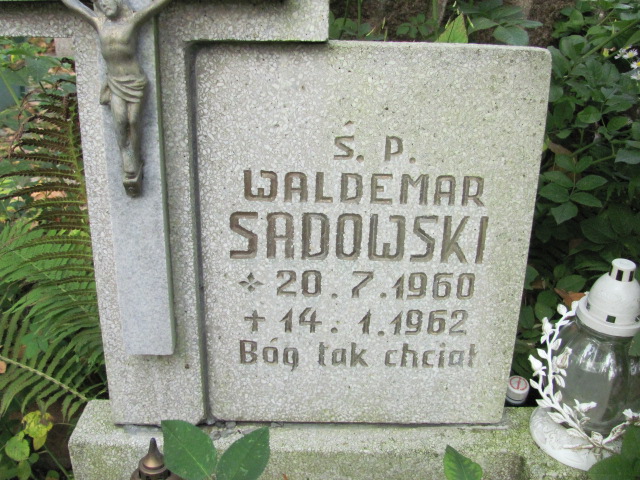 Ś. P.
WALDEMAR
SADOWSKI
20.7.1960
+ 14.1.1962
Bóg tak chciał